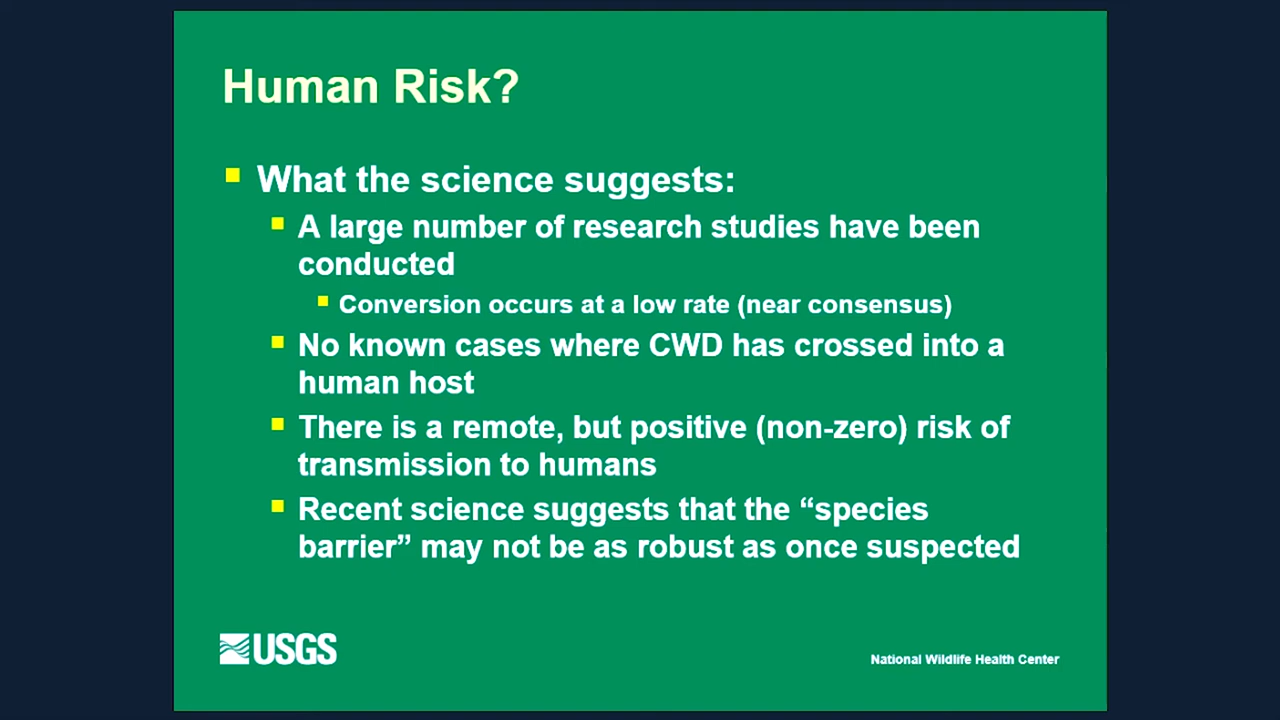 Human Risk?
What the science suggests:
A large number of research studies have been
conducted
Conversion occurs at a low rate (near consensus)
No known cases where CWD has crossed into a
human host
There is a remote, but positive (non-zero) risk of
transmission to humans
Recent science suggests that the “species
barrier” may not be as robust as once suspected
USGS
National Wildlife Health Center